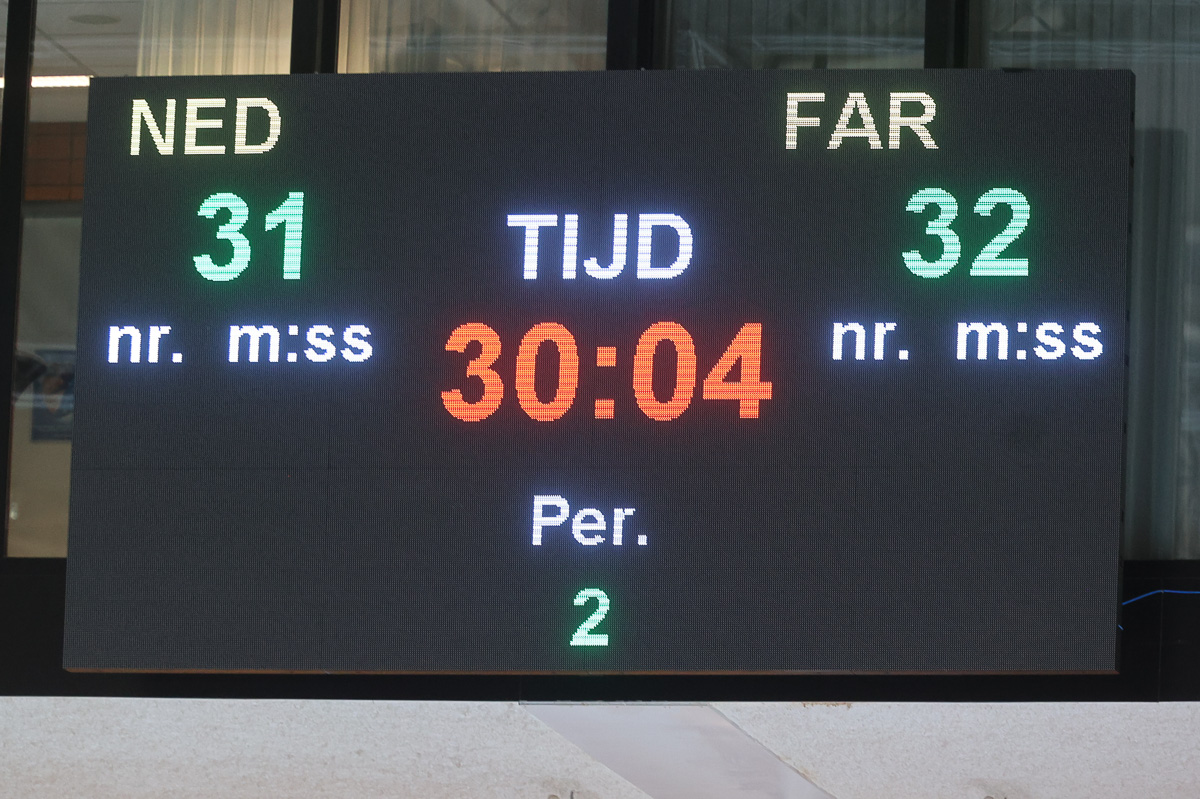 NED FAR
31 TIJD 32
nr. m:ss 30:04 nr. m:ss
Per.
2